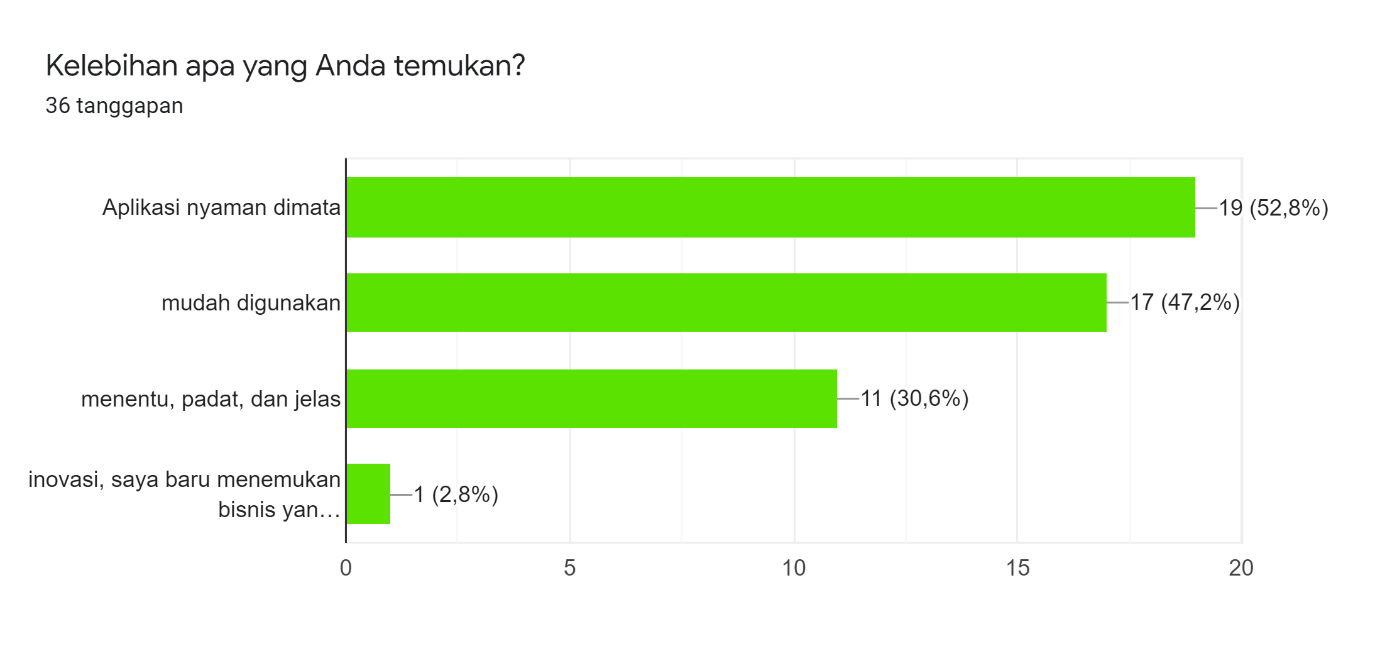 Kelebihan apa yang Anda temukan?
36 tanggapan
Aplikasi nyaman dimata
19 (52,8%)
mudah digunakan
17 (47,2%)
menentu, padat, dan jelas
11 (30,6%)
inovasi, saya baru menemukan
bisnis yan…
1 (2,8%)
0
5
10
15
20